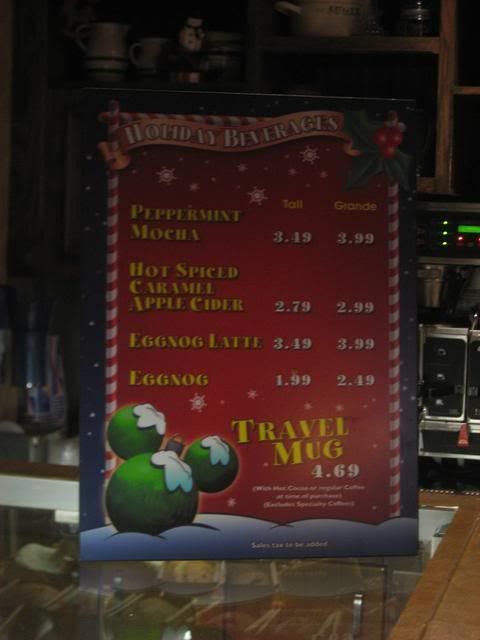 HOLIDAY BEVERAGES
Tall Grande
PEPPERMINT
MOCHA 3.49 3.99
HOT SPICED
CARAMEL
APPLE CIDER 2.79 2.99
EGGNOG LATTE 3.49 3.99
EGGNOG 1.99 2.49
TRAVEL
MUG
4.69
(With Hot Cocoa or regular Coffee
at time of purchase)
(Excludes Specialty Coffees)
Sales tax to be added